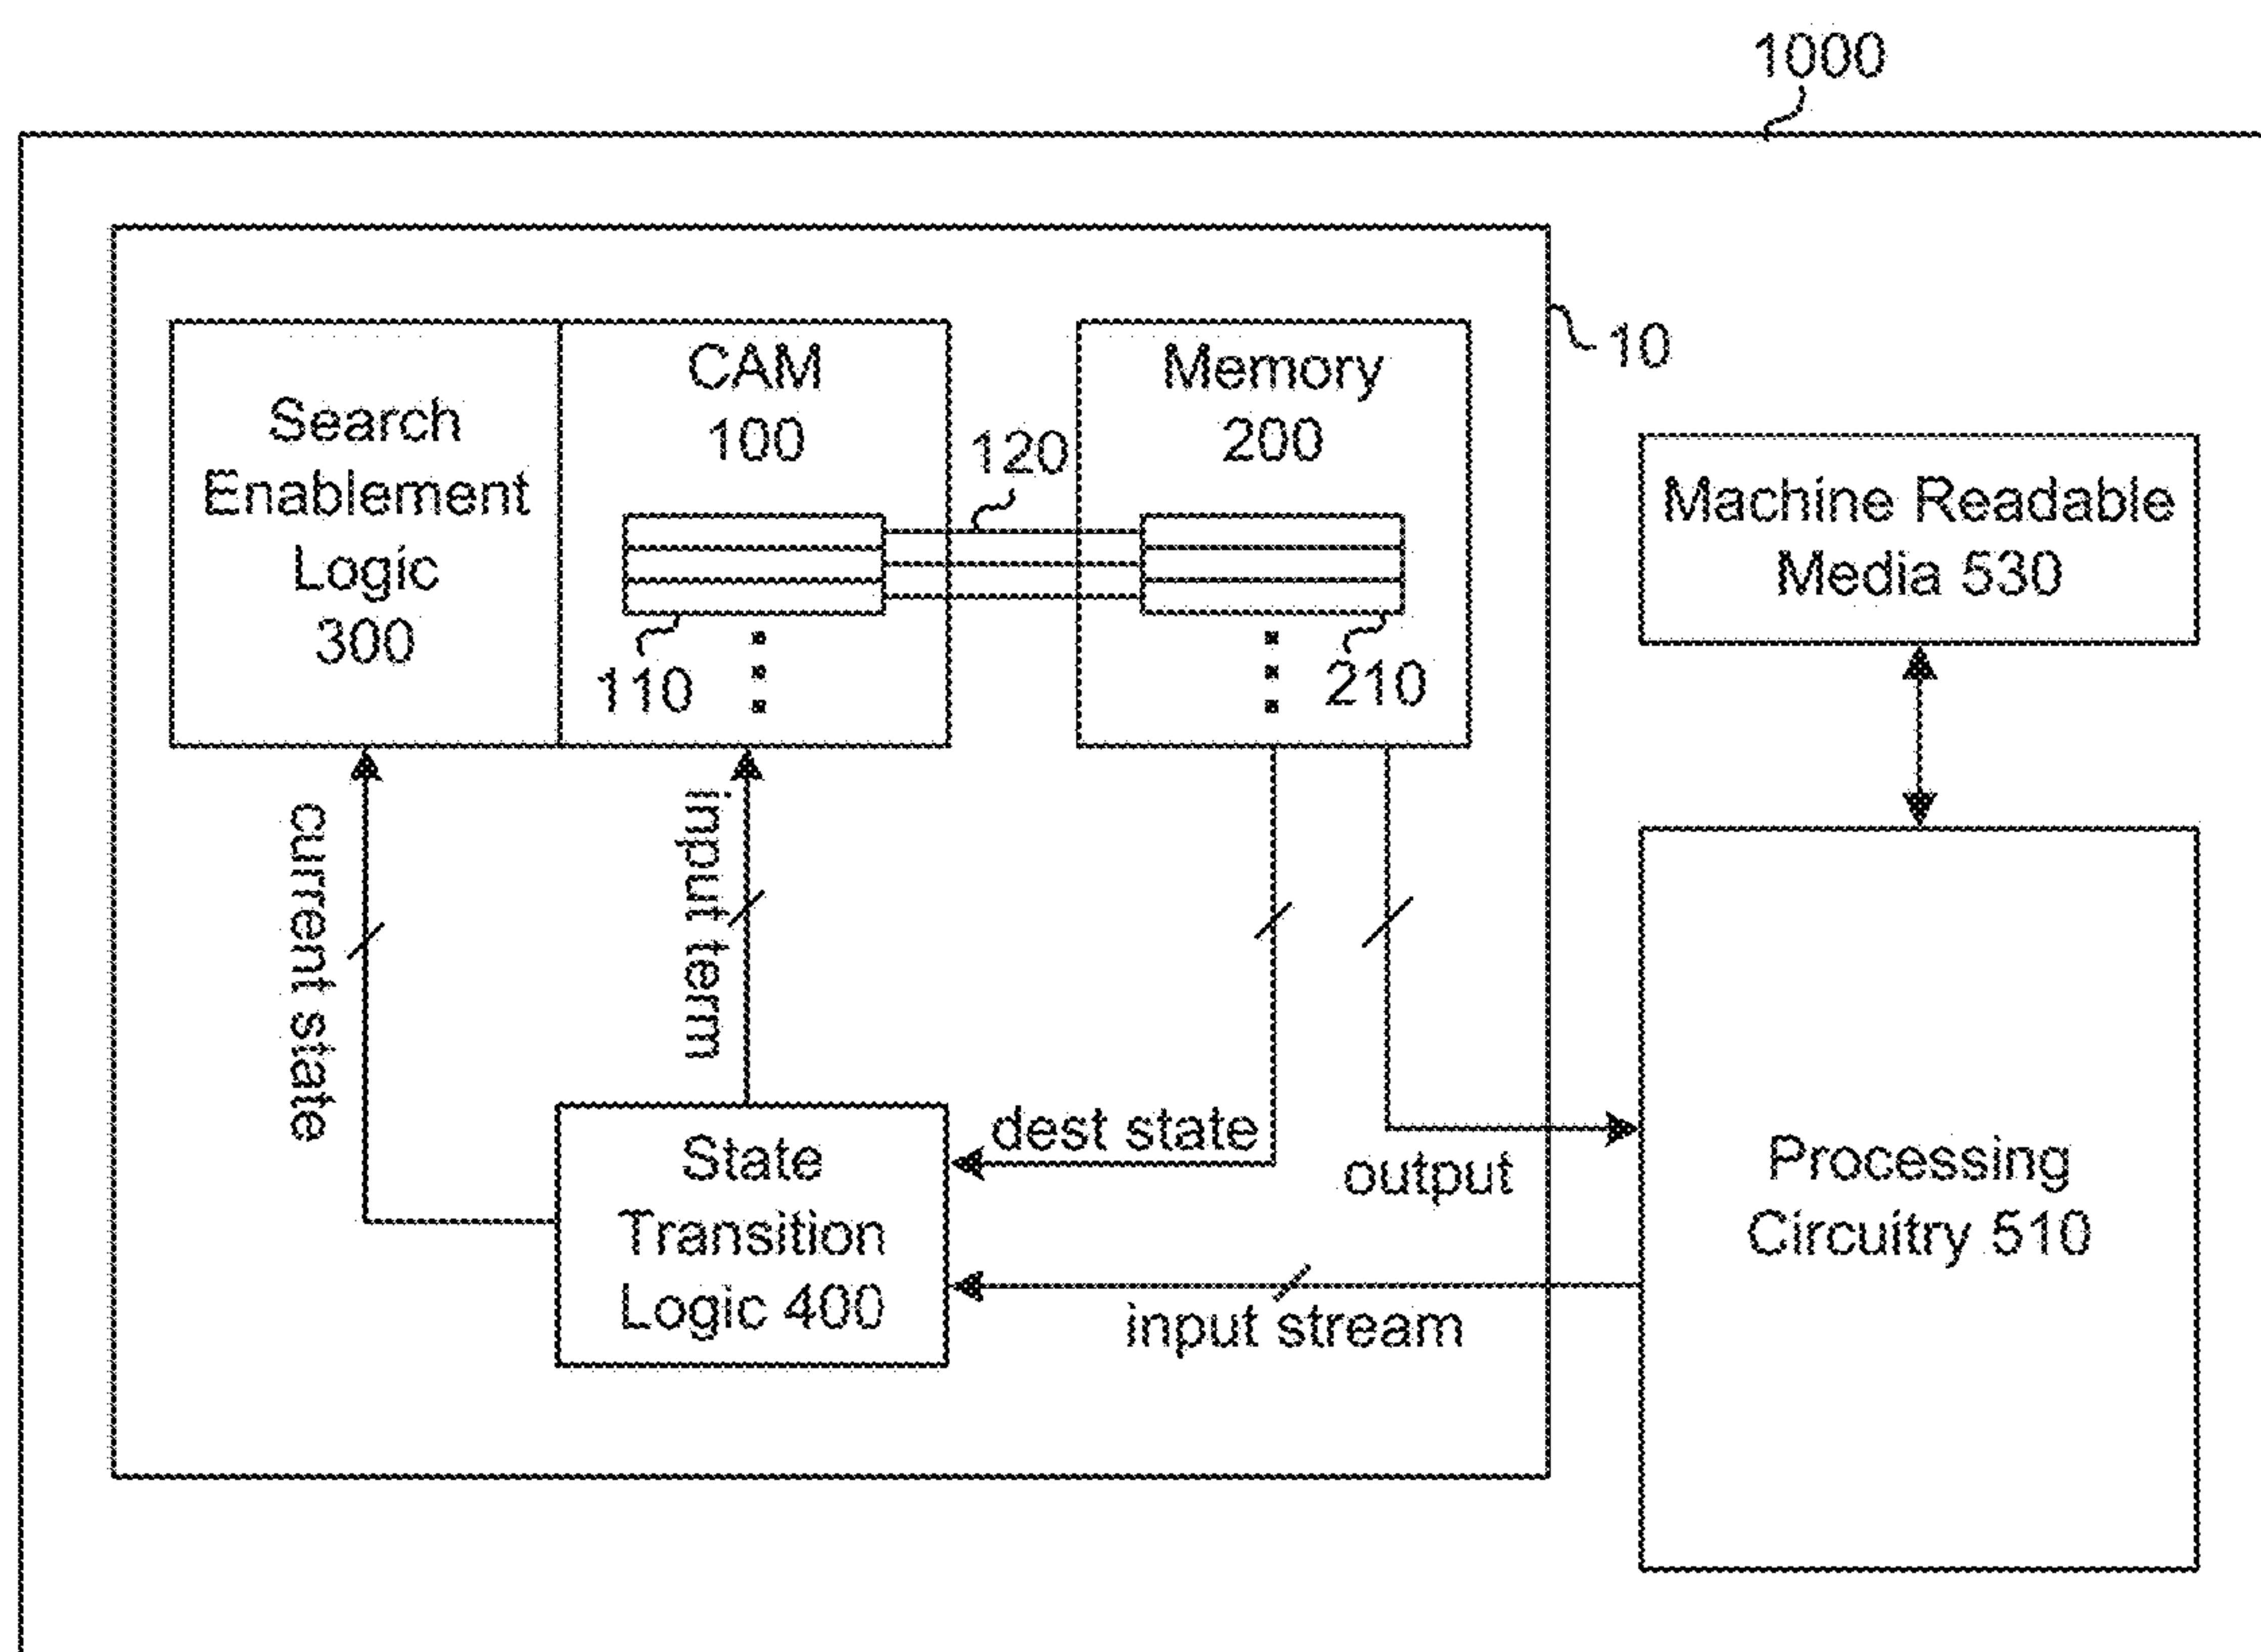 1000
10
Search
Enablement
Logic
300
CAM
100
110
120
Memory
200
210
Machine Readable
Media 530
current state
input term
State
Transition
Logic 400
dest state
output
input stream
Processing
Circuitry 510